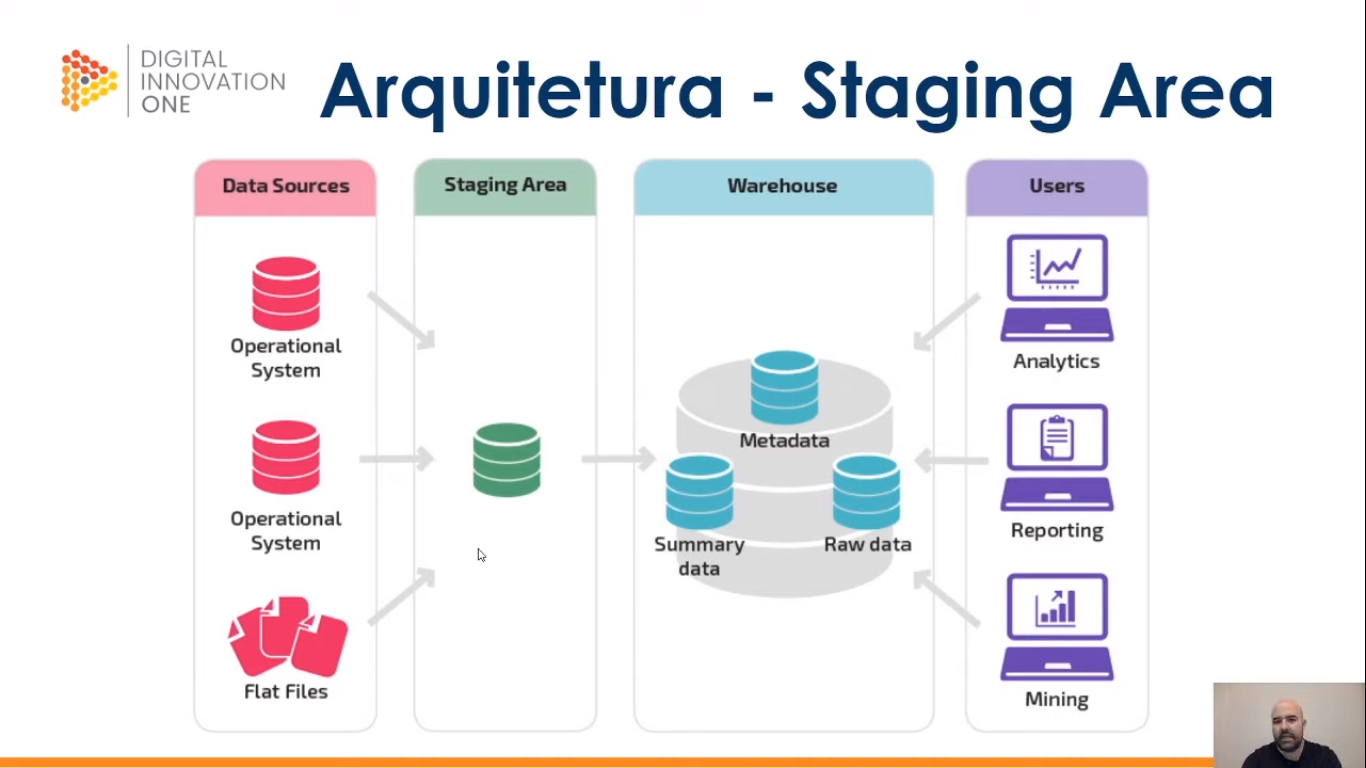 DIGITAL
INNOVATION
ONE
Arquitetura - Staging Area
Data Sources
Operational
System
Operational
System
Flat Files
Staging Area
Warehouse
Metadata
Summary
data
Raw data
Users
Analytics
Reporting
Mining